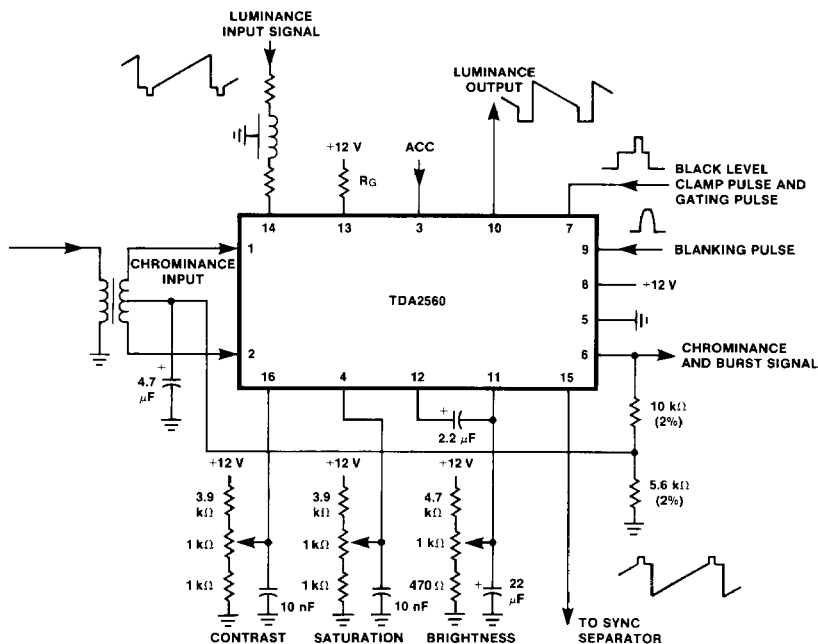 LUMINANCE
INPUT SIGNAL
LUMINANCE
OUTPUT
+12 V
RG
ACC
BLACK LEVEL
CLAMP PULSE AND
GATING PULSE
14
13
3
10
7
1
CHROMINANCE
INPUT
9
BLANKING PULSE
8
+12 V
TDA2560
5
2
6
CHROMINANCE
AND BURST SIGNAL
16
4
12
11
15
+
4.7
µF
+
2.2 µF
10 kΩ
(2%)
+12 V
+12 V
+12 V
5.6 kΩ
(2%)
3.9
kΩ
3.9
kΩ
4.7
kΩ
1 kΩ
1 kΩ
1 kΩ
1 kΩ
1 kΩ
470 Ω
+
22
µF
10 nF
10 nF
CONTRAST
SATURATION
BRIGHTNESS
TO SYNC
SEPARATOR